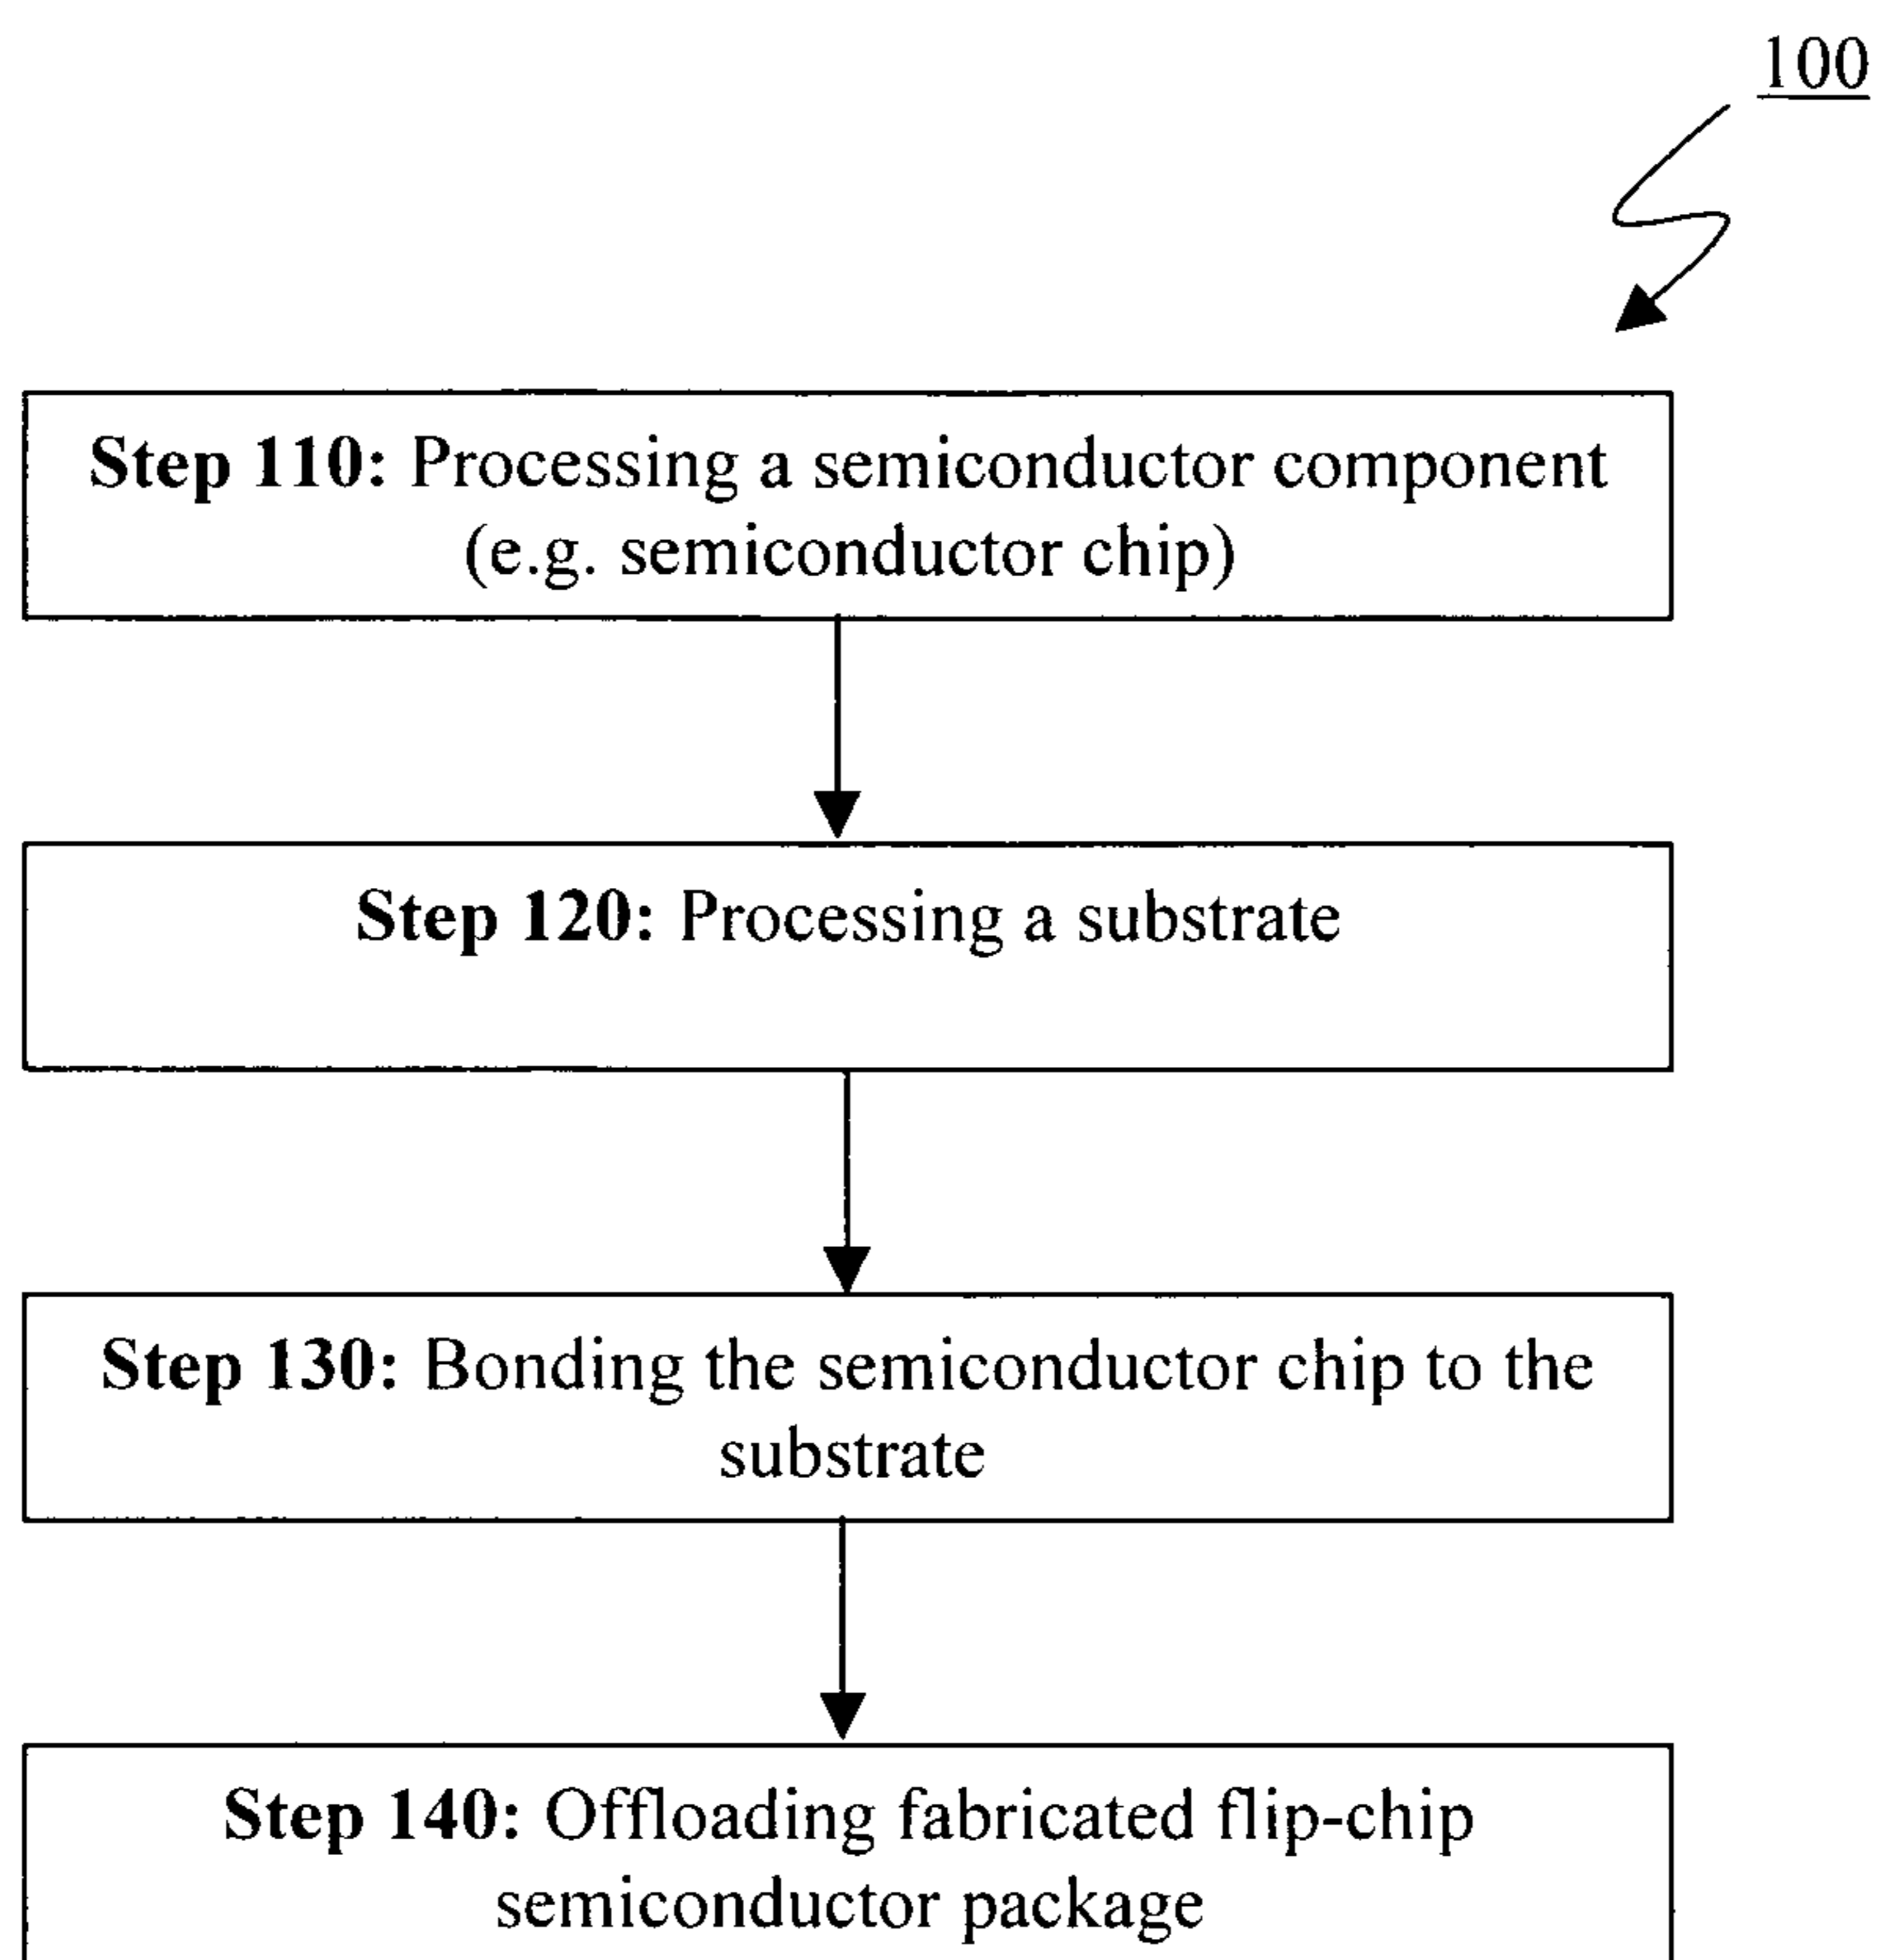 100
Step 110: Processing a semiconductor component
(e.g. semiconductor chip)
Step 120: Processing a substrate
Step 130: Bonding the semiconductor chip to the
substrate
Step 140: Offloading fabricated flip-chip
semiconductor package